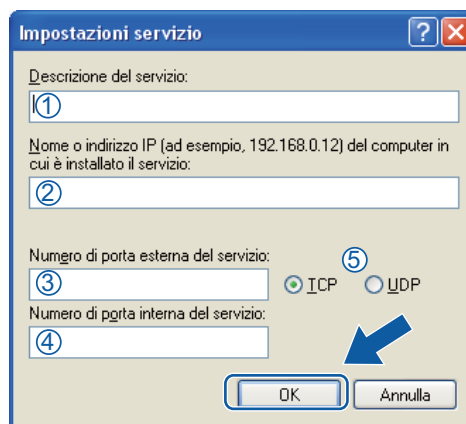 Impostazioni servizio
Descrizione del servizio:
①
Nome o indirizzo IP (ad esempio, 192.168.0.12) del computer in
cui è installato il servizio:
②
Numero di porta esterna del servizio:
③ TCP ⑤ UDP
Numero di porta interna del servizio:
④
OK Annulla